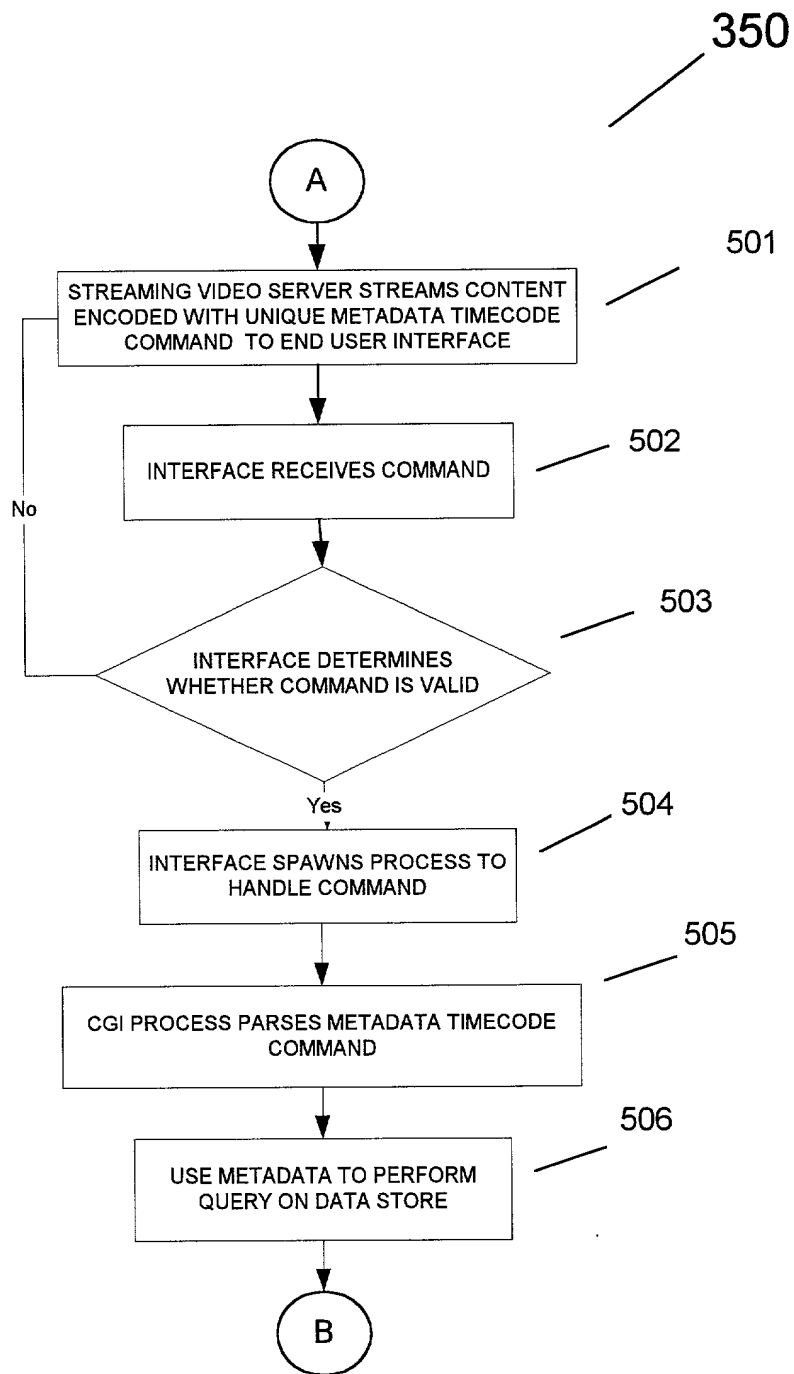 350
A
501
STREAMING VIDEO SERVER STREAMS CONTENT
ENCODED WITH UNIQUE METADATA TIMECODE
COMMAND TO END USER INTERFACE
502
INTERFACE RECEIVES COMMAND
No
503
INTERFACE DETERMINES
WHETHER COMMAND IS VALID
Yes
504
INTERFACE SPAWNS PROCESS TO
HANDLE COMMAND
505
CGI PROCESS PARSES METADATA TIMECODE
COMMAND
506
USE METADATA TO PERFORM
QUERY ON DATA STORE
B